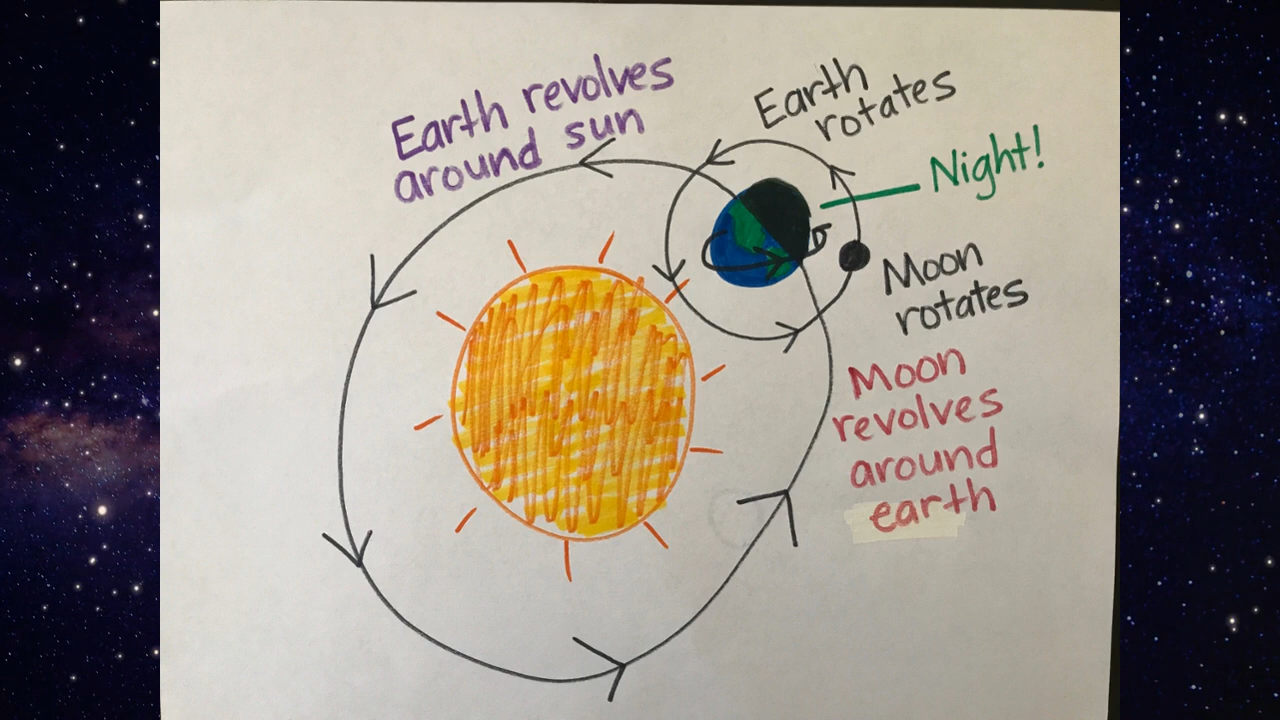 Earth revolves
around sun
Earth
rotates
Night!
Moon
rotates
Moon
revolves
around
earth